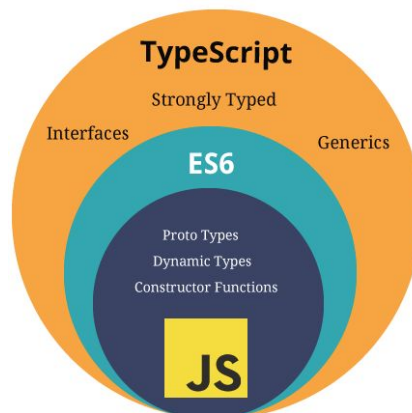 TypeScript
Strongly Typed
Interfaces
Generics
ES6
Proto Types
Dynamic Types
Constructor Functions
JS